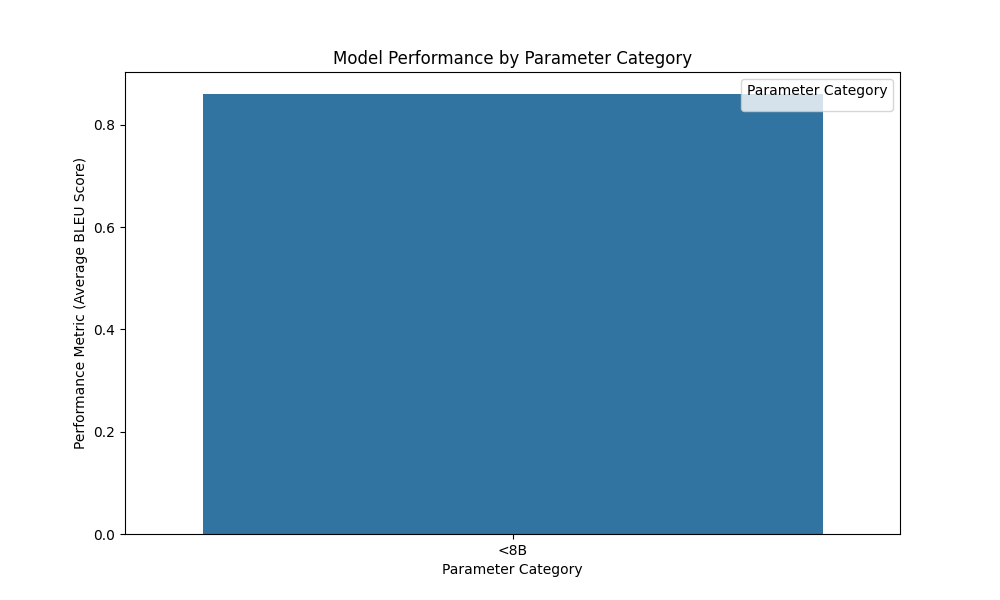 Model Performance by Parameter Category
Parameter Category
Performance Metric (Average BLEU Score)
0.8
0.6
0.4
0.2
0.0
<8B
Parameter Category